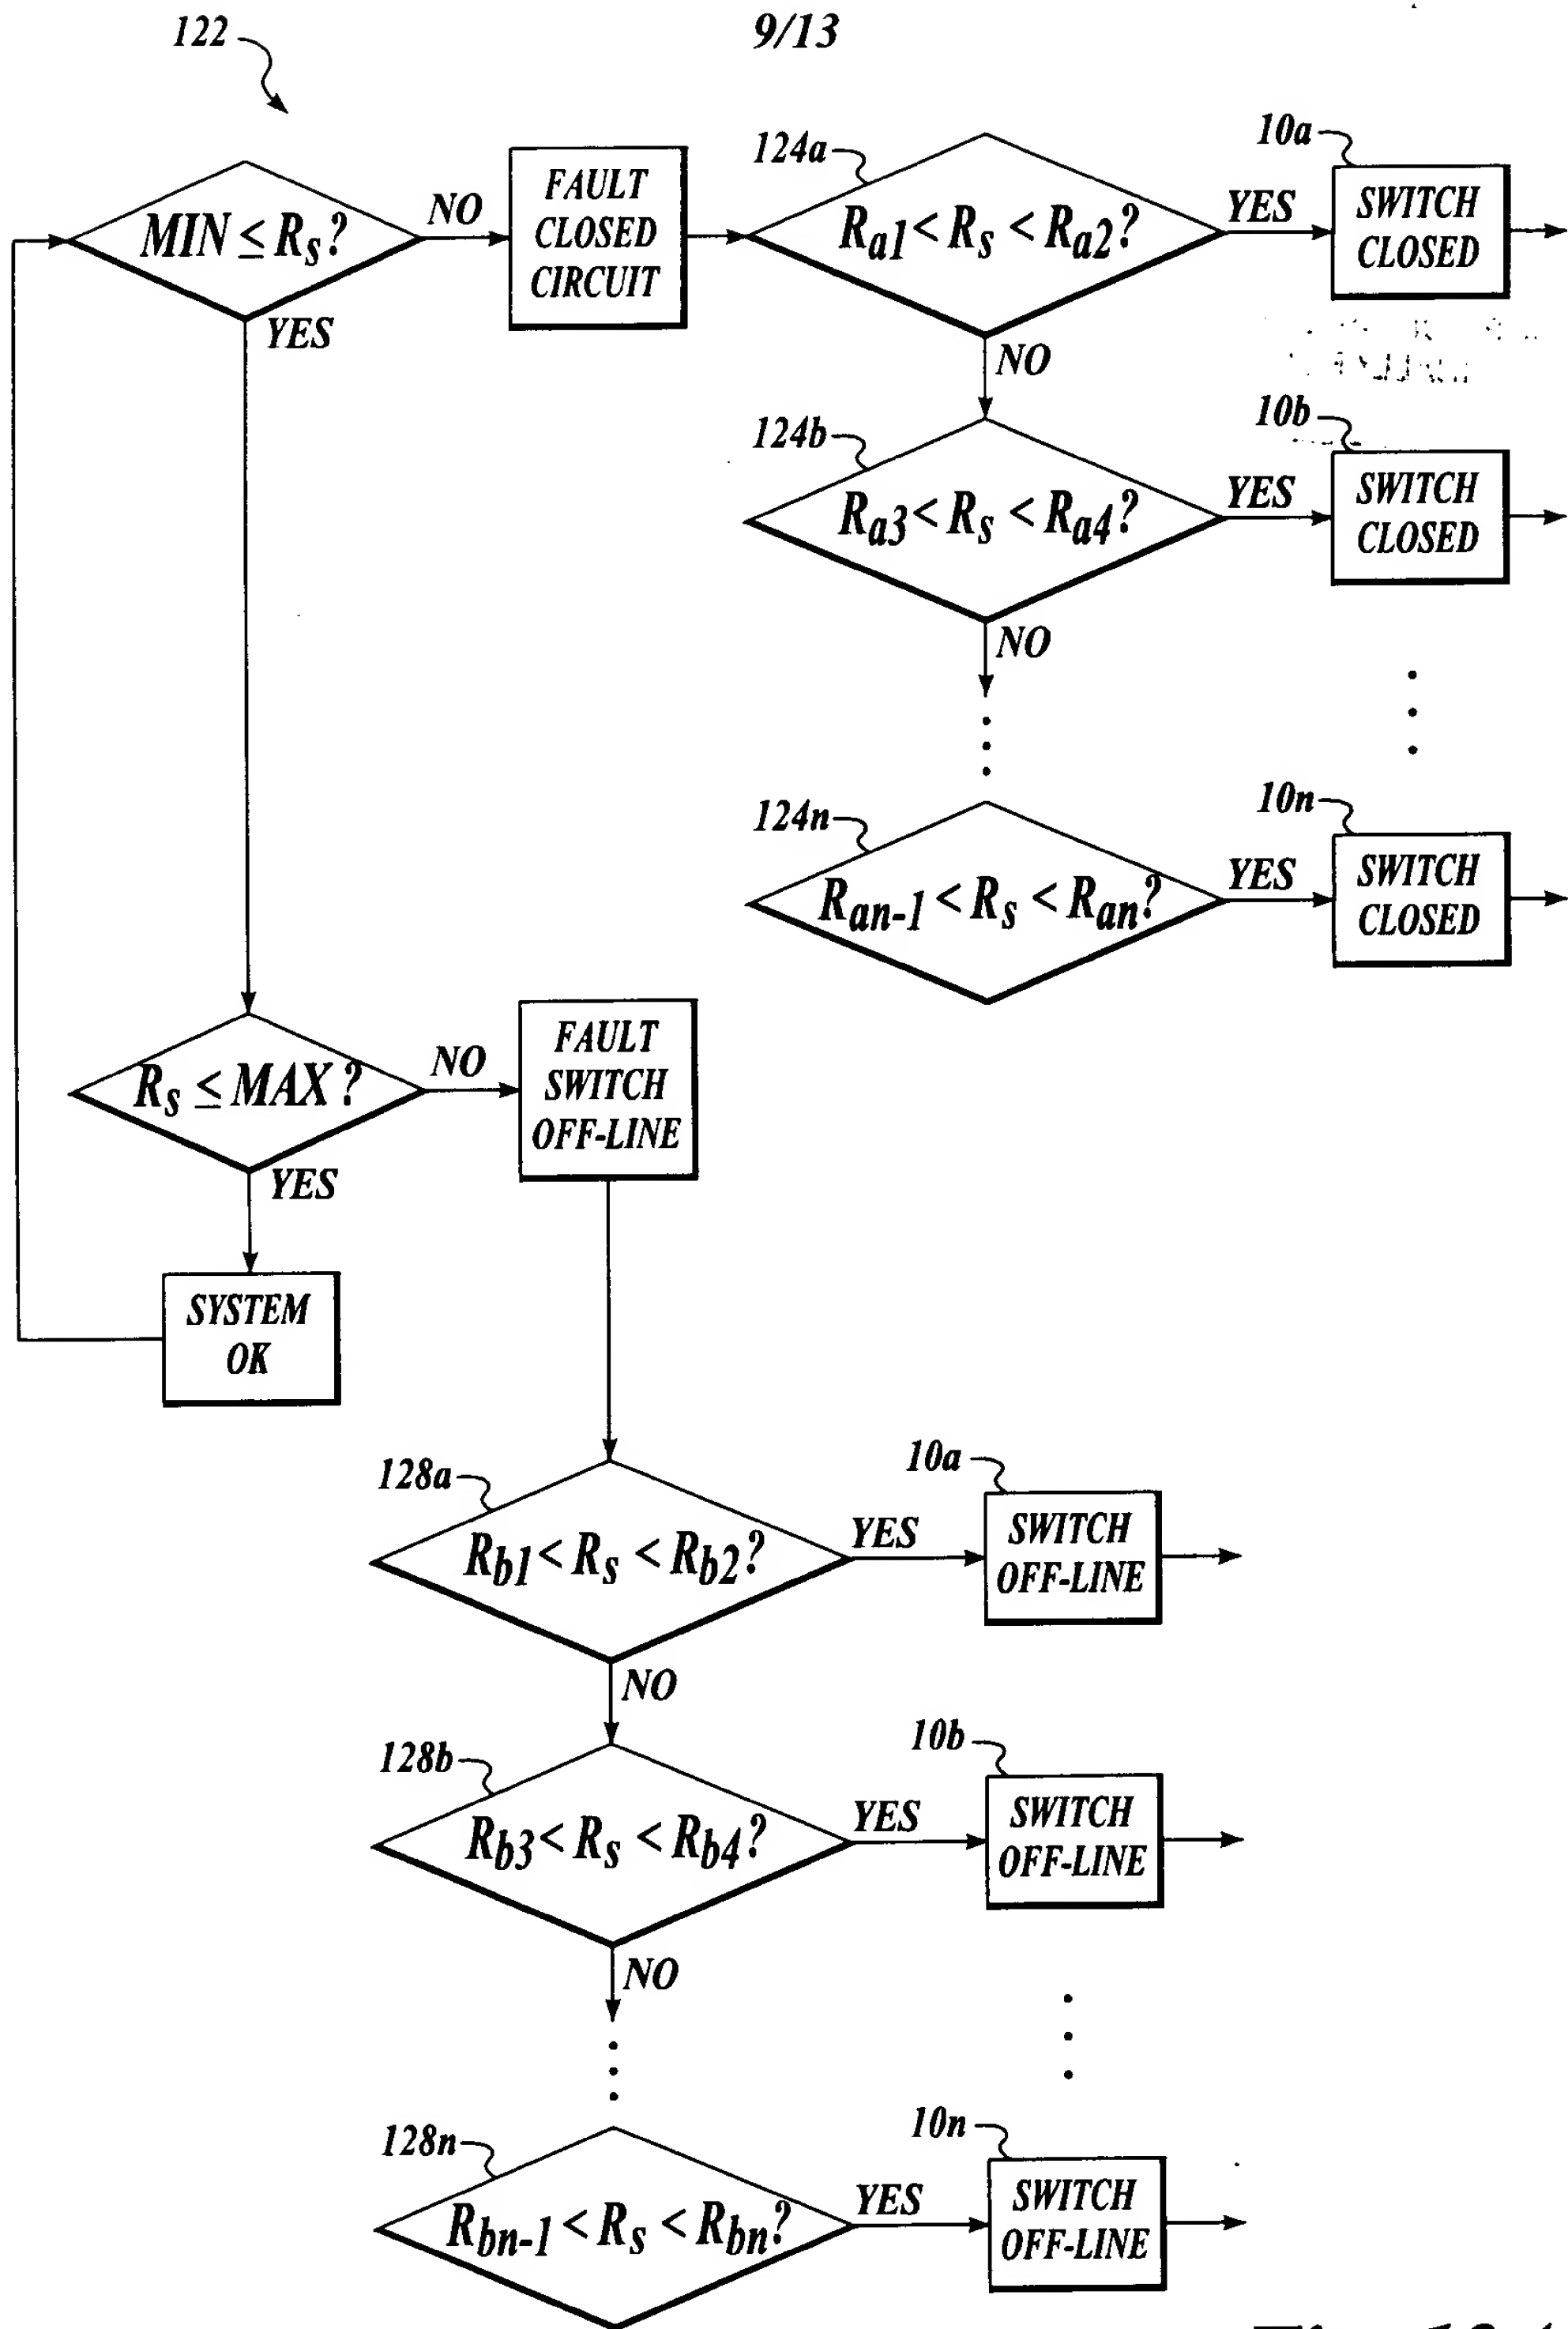 122
9/13
MIN ≤ Rs?
NO
YES
FAULT
CLOSED
CIRCUIT
124a
Ra1 < Rs < Ra2?
YES
NO
10a
SWITCH
CLOSED
124b
Ra3 < Rs < Ra4?
YES
NO
10b
SWITCH
CLOSED
124n
Ran-1 < Rs < Ran?
YES
10n
SWITCH
CLOSED
Rs ≤ MAX?
NO
YES
FAULT
SWITCH
OFF-LINE
SYSTEM
OK
128a
Rb1 < Rs < Rb2?
YES
NO
10a
SWITCH
OFF-LINE
128b
Rb3 < Rs < Rb4?
YES
NO
10b
SWITCH
OFF-LINE
128n
Rbn-1 < Rs < Rbn?
YES
10n
SWITCH
OFF-LINE